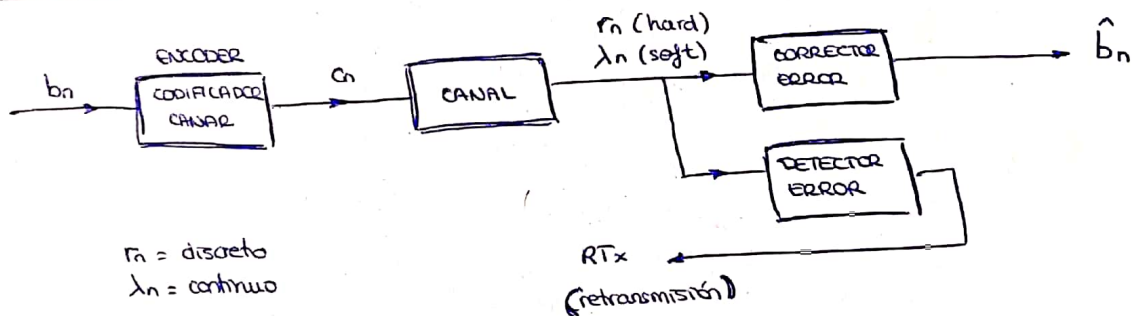 ENCODER
bn
CODIFICADOR
CANAR
cn
CANAL
rn (hard)
λn (soft)
CORRECTOR
ERROR
b̂n
DETECTOR
ERROR
RTx
(retransmisión)
rn = discreto
λn = continuo